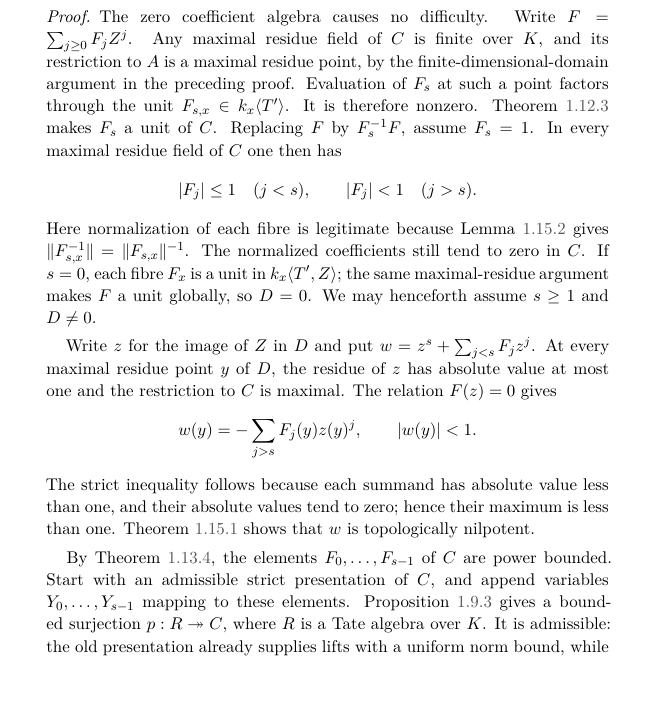 Proof. The zero coefficient algebra causes no difficulty. Write F =
∑_{j≥0} F_j Z^j. Any maximal residue field of C is finite over K, and its
restriction to A is a maximal residue point, by the finite-dimensional-domain
argument in the preceding proof. Evaluation of F_s at such a point factors
through the unit F_{s,x} ∈ k_x⟨T′⟩. It is therefore nonzero. Theorem 1.12.3
makes F_s a unit of C. Replacing F by F_s^{−1}F, assume F_s = 1. In every
maximal residue field of C one then has
|F_j| ≤ 1 (j < s), |F_j| < 1 (j > s).
Here normalization of each fibre is legitimate because Lemma 1.15.2 gives
‖F_{s,x}^{−1}‖ = ‖F_{s,x}‖^{−1}. The normalized coefficients still tend to zero in C. If
s = 0, each fibre F_x is a unit in k_x⟨T′, Z⟩; the same maximal-residue argument
makes F a unit globally, so D = 0. We may henceforth assume s ≥ 1 and
D ≠ 0.
Write z for the image of Z in D and put w = z^s + ∑_{j<s} F_j z^j. At every
maximal residue point y of D, the residue of z has absolute value at most
one and the restriction to C is maximal. The relation F(z) = 0 gives
w(y) = − ∑_{j>s} F_j(y)z(y)^j, |w(y)| < 1.
The strict inequality follows because each summand has absolute value less
than one, and their absolute values tend to zero; hence their maximum is less
than one. Theorem 1.15.1 shows that w is topologically nilpotent.
By Theorem 1.13.4, the elements F_0, . . . , F_{s−1} of C are power bounded.
Start with an admissible strict presentation of C, and append variables
Y_0, . . . , Y_{s−1} mapping to these elements. Proposition 1.9.3 gives a bound-
ed surjection p : R ↠ C, where R is a Tate algebra over K. It is admissible:
the old presentation already supplies lifts with a uniform norm bound, while